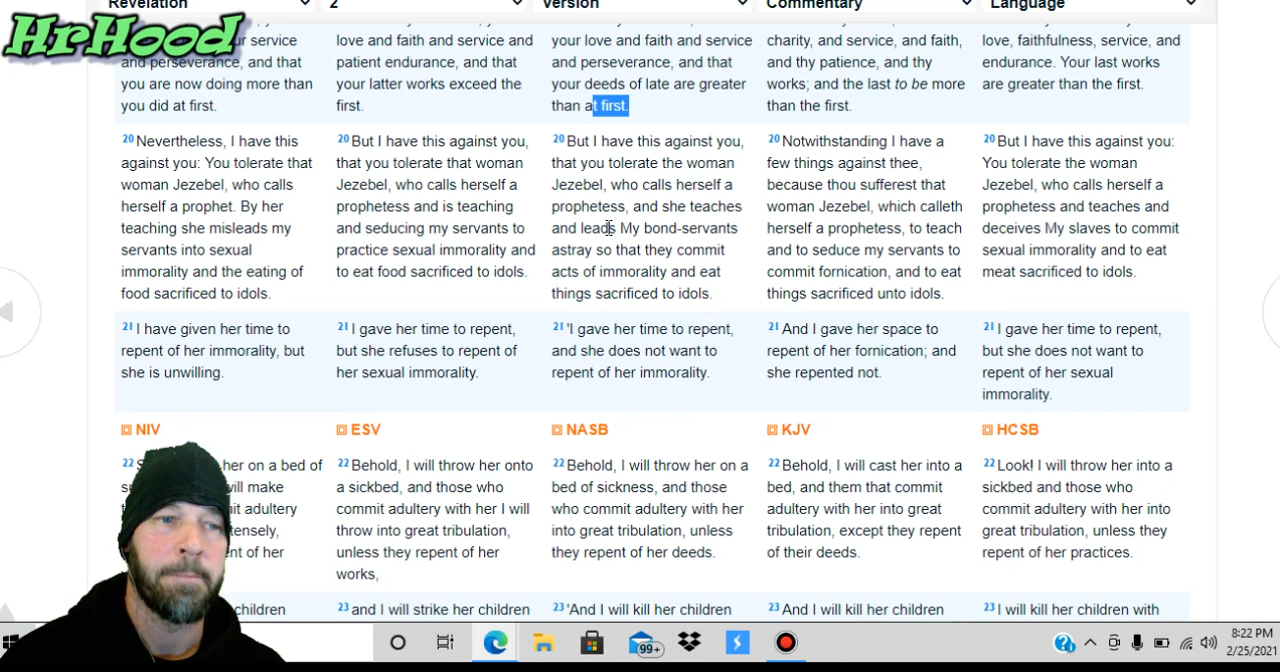 Revelation 2 Version Commentary Language
HrHood
ur service
and perseverance, and that
you are now doing more than
you did at first.
love and faith and service and
patient endurance, and that
your latter works exceed the
first.
your love and faith and service
and perseverance, and that
your deeds of late are greater
than at first.
charity, and service, and faith,
and thy patience, and thy
works; and the last to be more
than the first.
love, faithfulness, service, and
endurance. Your last works
are greater than the first.
20 Nevertheless, I have this
against you: You tolerate that
woman Jezebel, who calls
herself a prophet. By her
teaching she misleads my
servants into sexual
immorality and the eating of
food sacrificed to idols.
20 But I have this against you,
that you tolerate that woman
Jezebel, who calls herself a
prophetess and is teaching
and seducing my servants to
practice sexual immorality and
to eat food sacrificed to idols.
20 But I have this against you,
that you tolerate the woman
Jezebel, who calls herself a
prophetess, and she teaches
and leads My bond-servants
astray so that they commit
acts of immorality and eat
things sacrificed to idols.
20 Notwithstanding I have a
few things against thee,
because thou sufferest that
woman Jezebel, which calleth
herself a prophetess, to teach
and to seduce my servants to
commit fornication, and to eat
things sacrificed unto idols.
20 But I have this against you:
You tolerate the woman
Jezebel, who calls herself a
prophetess and teaches and
deceives My slaves to commit
sexual immorality and to eat
meat sacrificed to idols.
21 I have given her time to
repent of her immorality, but
she is unwilling.
21 I gave her time to repent,
but she refuses to repent of
her sexual immorality.
21 'I gave her time to repent,
and she does not want to
repent of her immorality.
21 And I gave her space to
repent of her fornication; and
she repented not.
21 I gave her time to repent,
but she does not want to
repent of her sexual
immorality.
NIV ESV NASB KJV HCSB
22 her on a bed of
will make
adultery
tensely,
ent of her
22 Behold, I will throw her onto
a sickbed, and those who
commit adultery with her I will
throw into great tribulation,
unless they repent of her
works,
22 Behold, I will throw her on a
bed of sickness, and those
who commit adultery with her
into great tribulation, unless
they repent of her deeds.
22 Behold, I will cast her into a
bed, and them that commit
adultery with her into great
tribulation, except they repent
of their deeds.
22 Look! I will throw her into a
sickbed and those who
commit adultery with her into
great tribulation, unless they
repent of her practices.
children
23 and I will strike her children
23 'And I will kill her children
23 And I will kill her children
23 I will kill her children with
99+
8:22 PM
2/25/2021